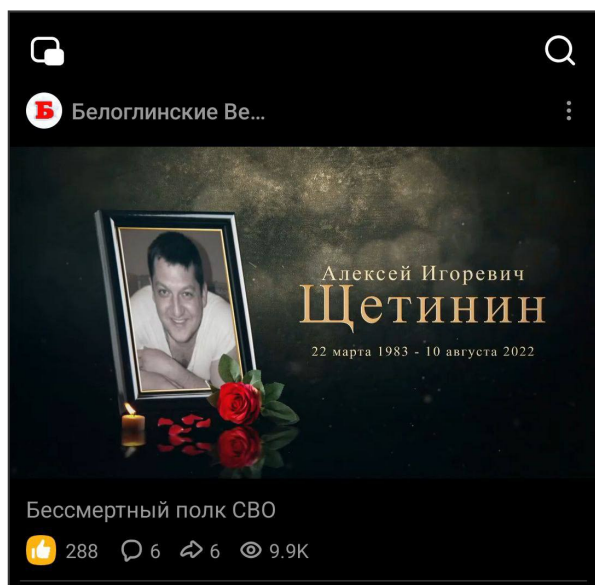 Б Белоглинские Ве...
Алексей Игоревич
Щетинин
22 марта 1983 - 10 августа 2022
Бессмертный полк СВО
288 6 6 9.9K